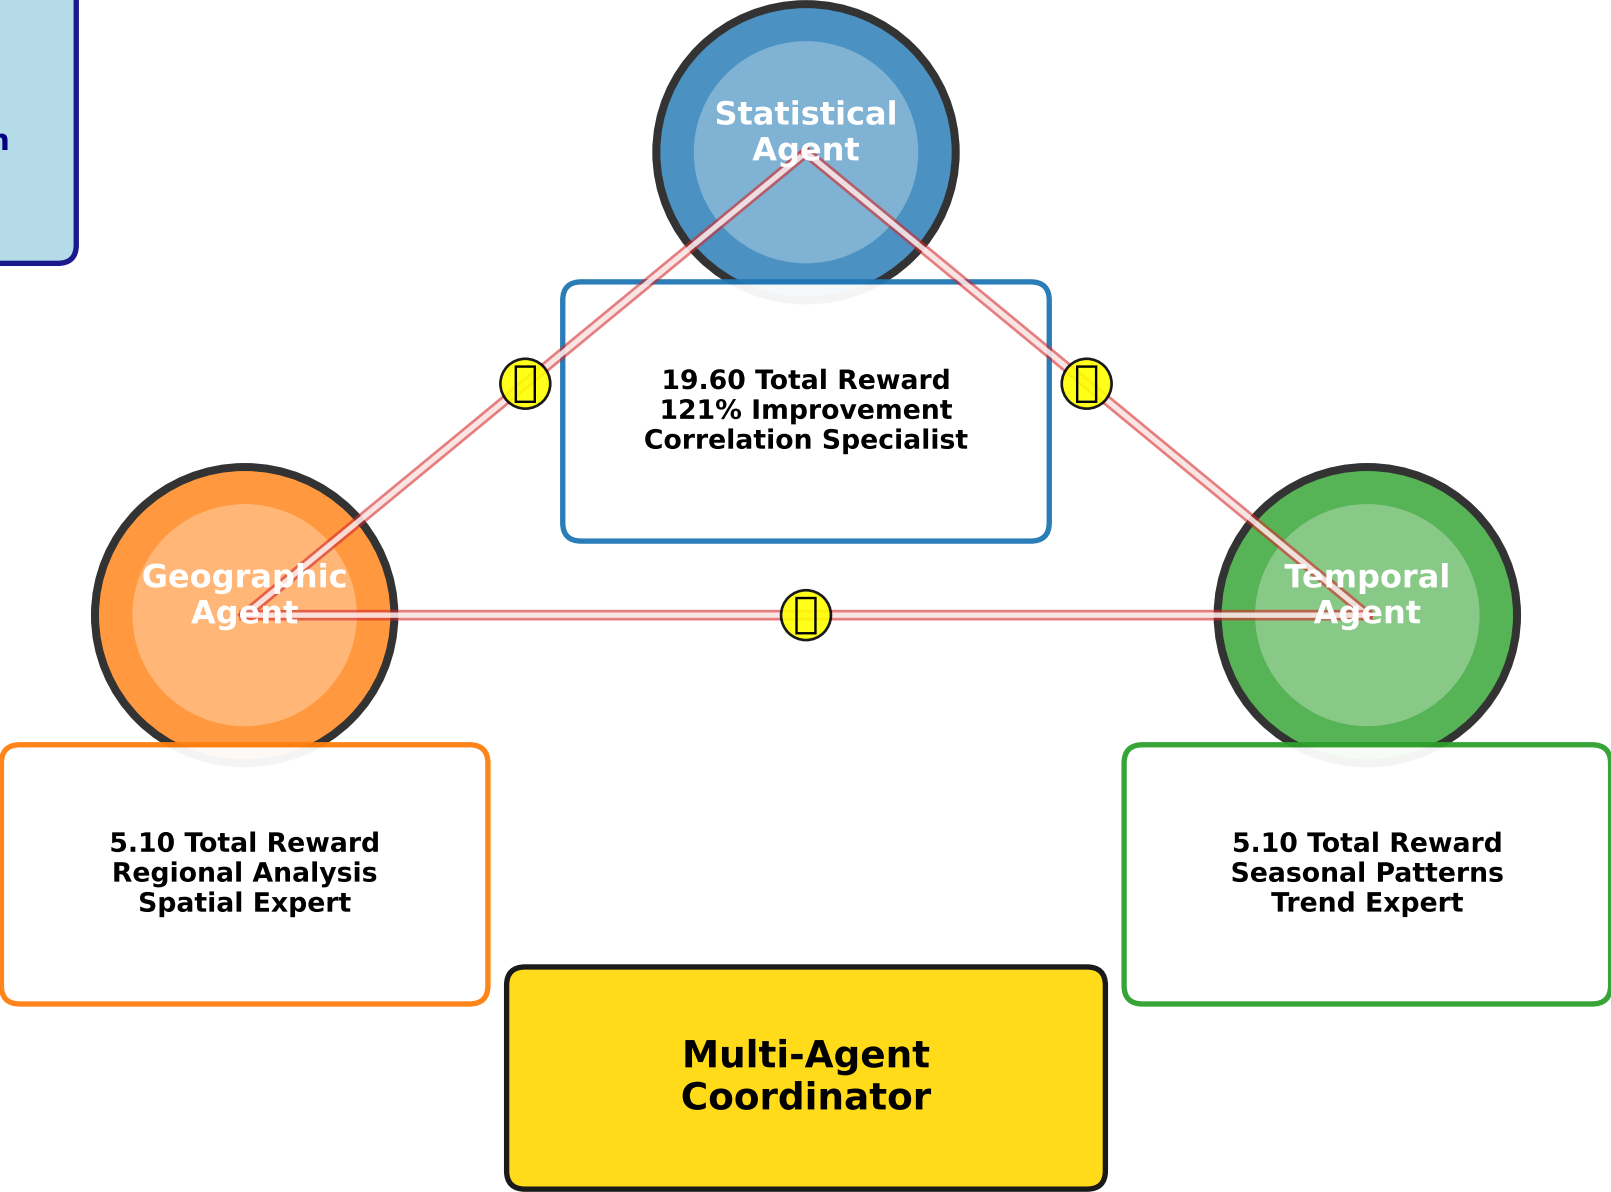 Statistical
Agent
19.60 Total Reward
121% Improvement
Correlation Specialist
Geographic
Agent
Temporal
Agent
5.10 Total Reward
Regional Analysis
Spatial Expert
5.10 Total Reward
Seasonal Patterns
Trend Expert
Multi-Agent
Coordinator